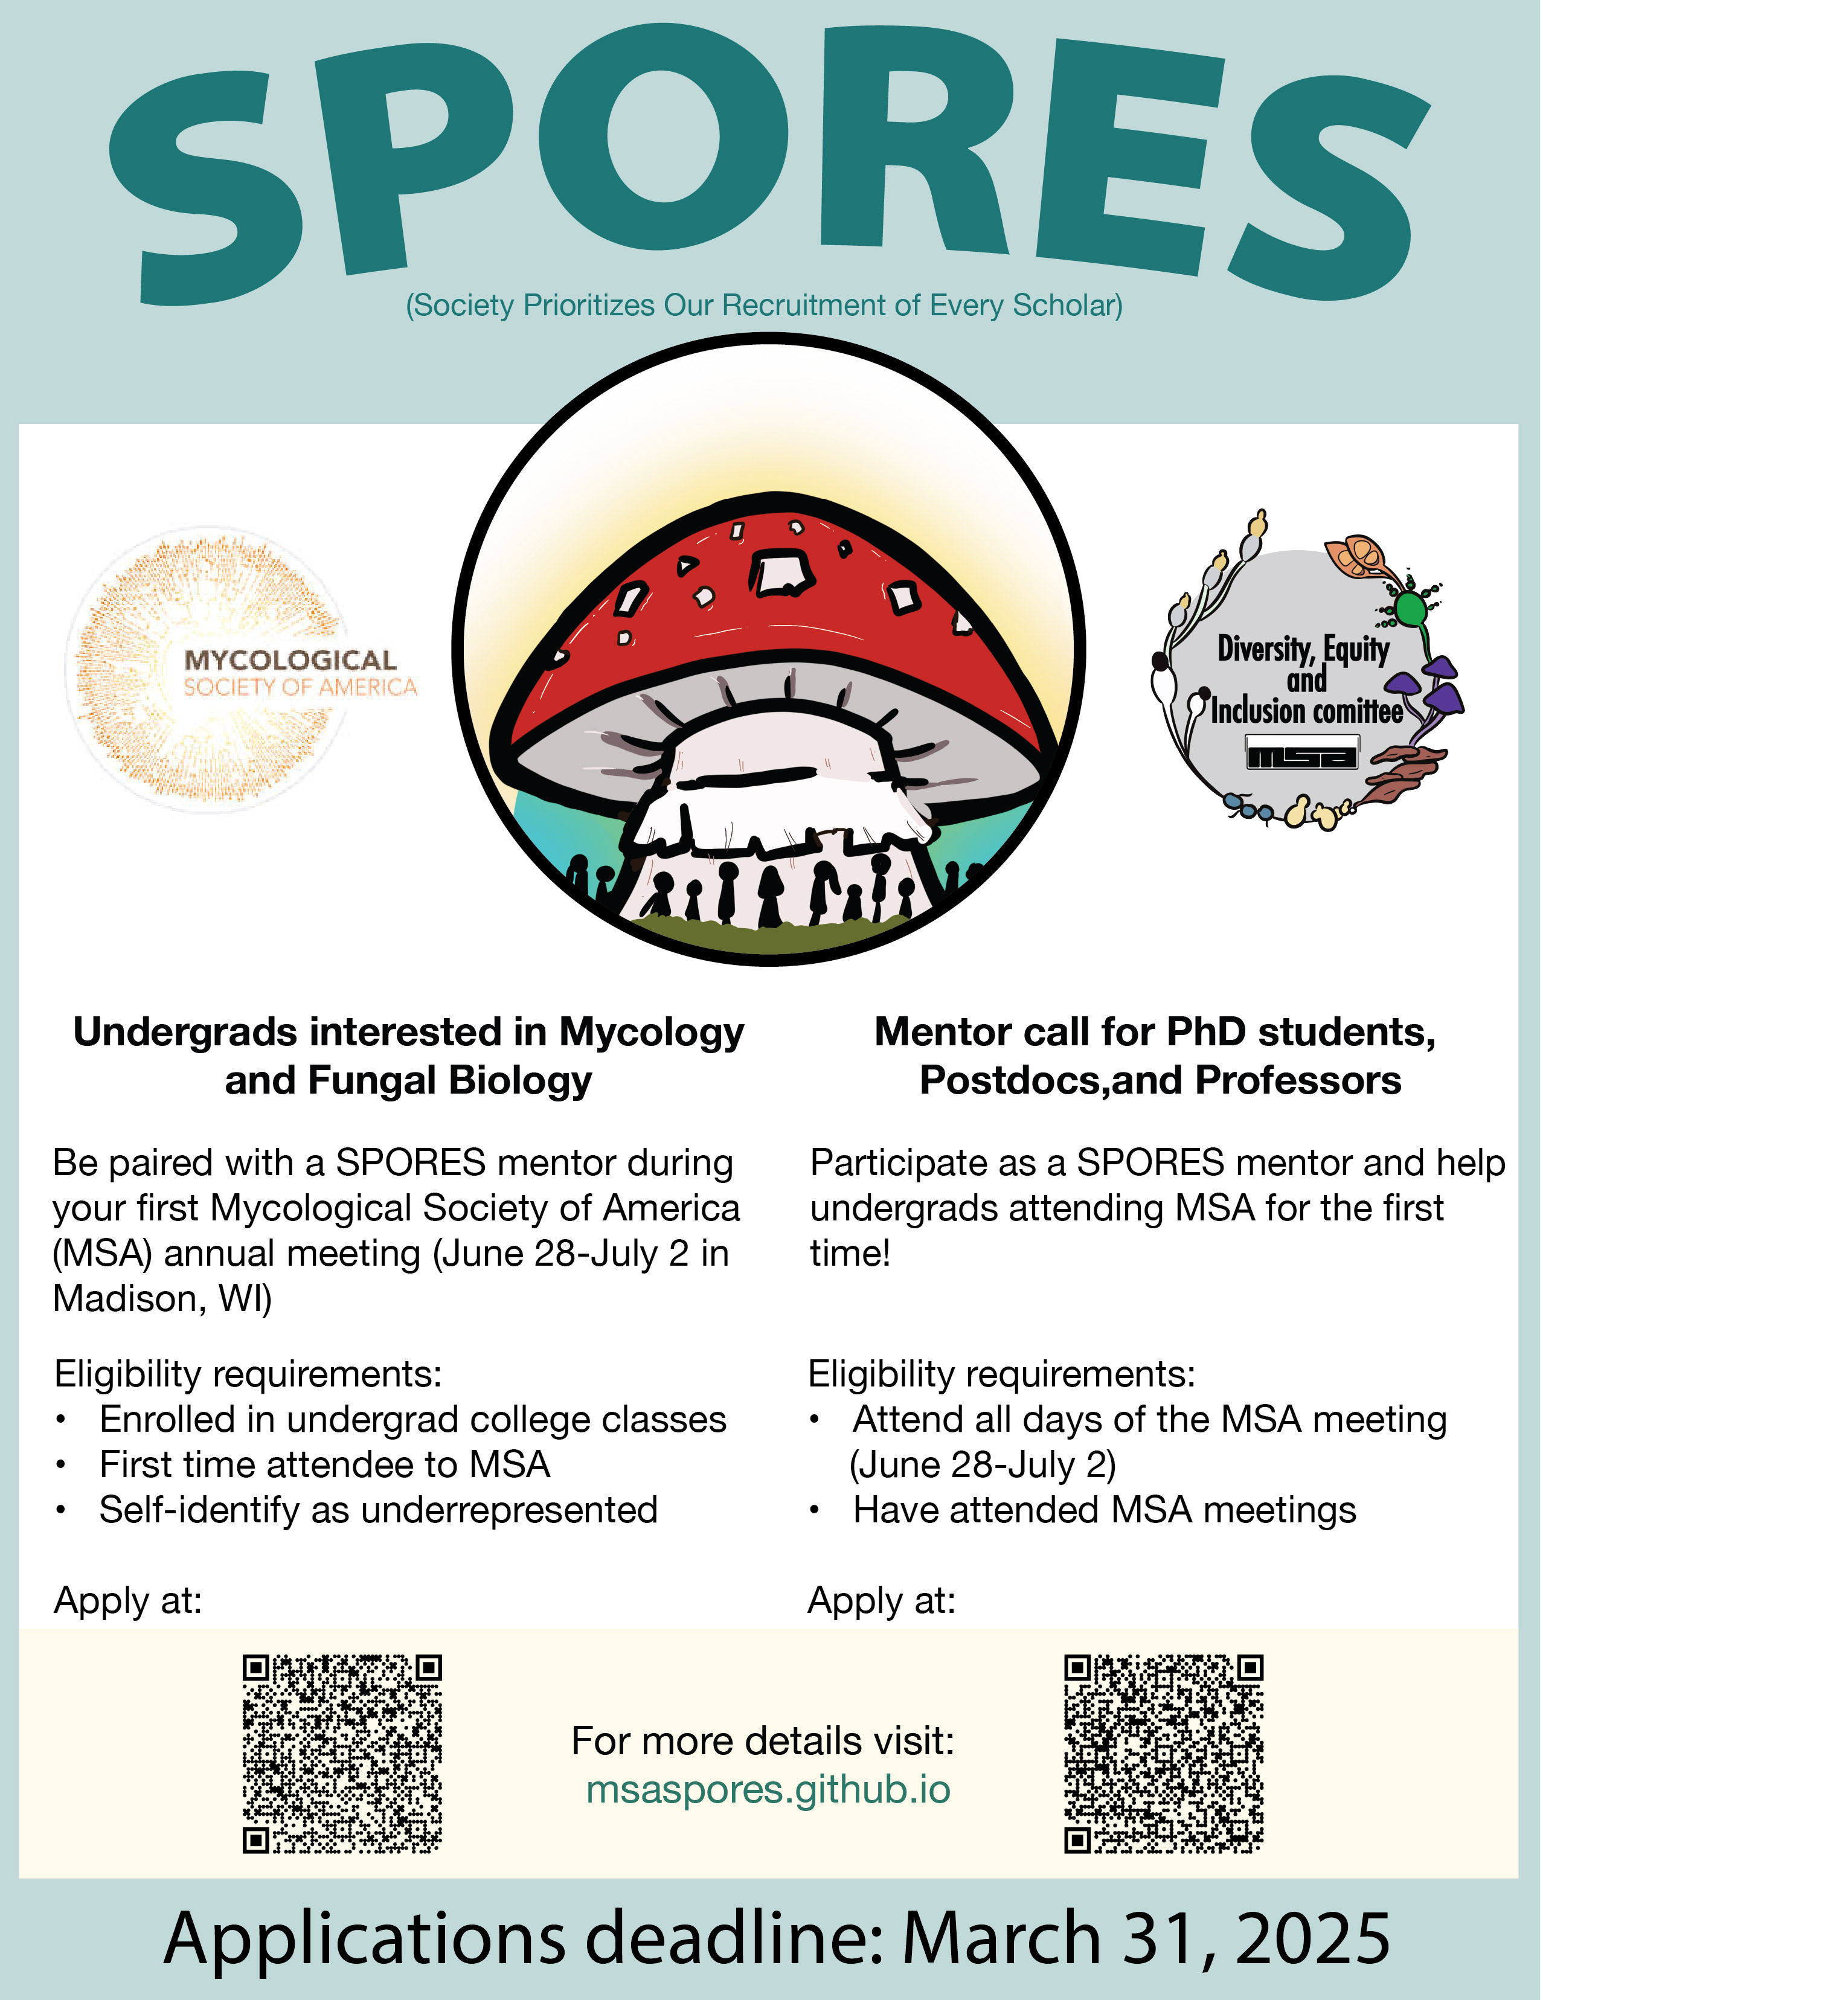 SPORES
(Society Prioritizes Our Recruitment of Every Scholar)
MYCOLOGICAL
SOCIETY OF AMERICA
Diversity, Equity
and
Inclusion comittee
msa
Undergrads interested in Mycology
and Fungal Biology
Be paired with a SPORES mentor during
your first Mycological Society of America
(MSA) annual meeting (June 28-July 2 in
Madison, WI)
Eligibility requirements:
• Enrolled in undergrad college classes
• First time attendee to MSA
• Self-identify as underrepresented
Apply at:
Mentor call for PhD students,
Postdocs,and Professors
Participate as a SPORES mentor and help
undergrads attending MSA for the first
time!
Eligibility requirements:
• Attend all days of the MSA meeting
(June 28-July 2)
• Have attended MSA meetings
Apply at:
For more details visit:
msaspores.github.io
Applications deadline: March 31, 2025